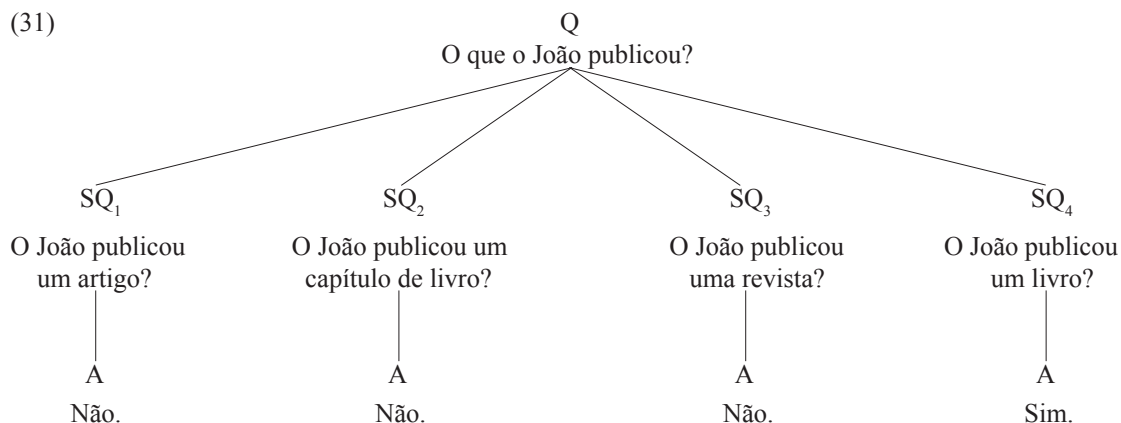 (31)
Q
O que o João publicou?
SQ₁ SQ₂ SQ₃ SQ₄
O João publicou O João publicou um O João publicou O João publicou
um artigo? capítulo de livro? uma revista? um livro?
A A A A
Não. Não. Não. Sim.